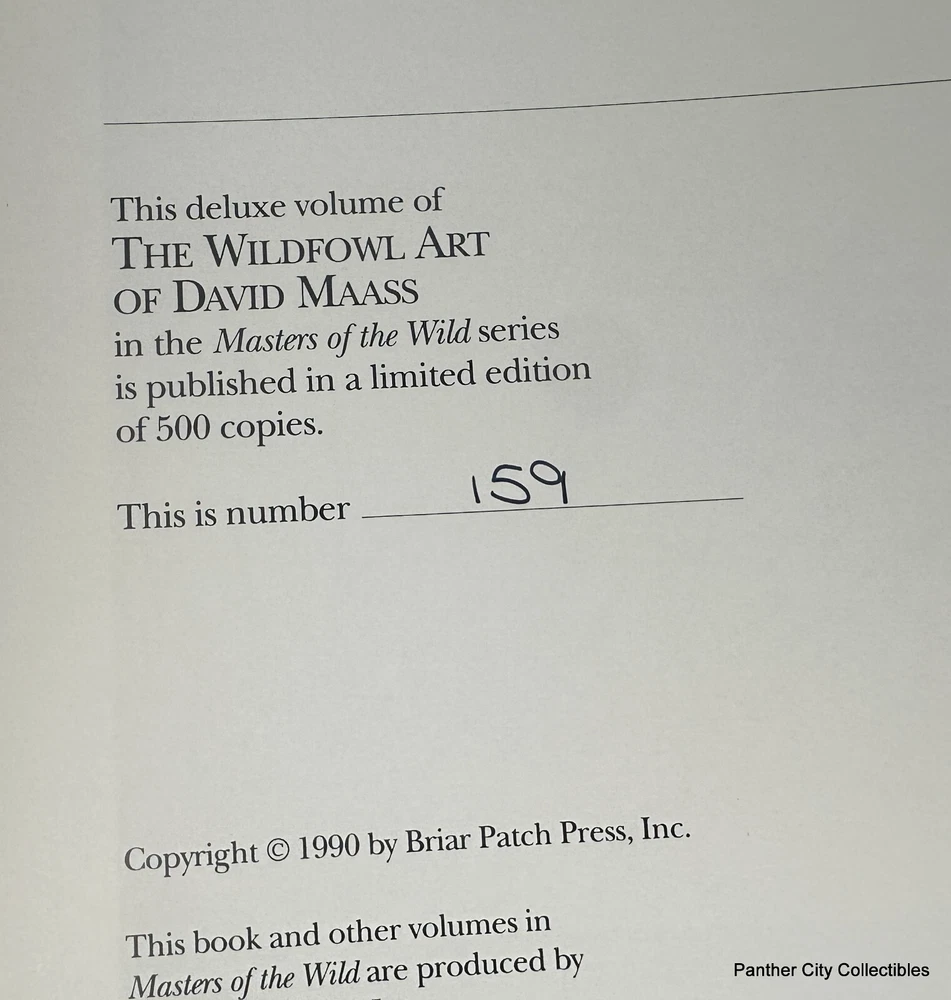 This deluxe volume of
THE WILDFOWL ART
OF DAVID MAASS
in the Masters of the Wild series
is published in a limited edition
of 500 copies.
This is number 159
Copyright © 1990 by Briar Patch Press, Inc.
This book and other volumes in
Masters of the Wild are produced by
Panther City Collectibles